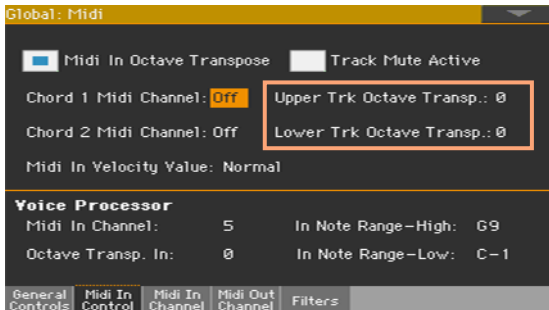 Global: Midi
Midi In Octave Transpose Track Mute Active
Chord 1 Midi Channel: Off Upper Trk Octave Transp.: 0
Chord 2 Midi Channel: Off Lower Trk Octave Transp.: 0
Midi In Velocity Value: Normal
Voice Processor
Midi In Channel: 5 In Note Range-High: G9
Octave Transp. In: 0 In Note Range-Low: C-1
General Controls Midi In Control Midi In Channel Midi Out Channel Filters